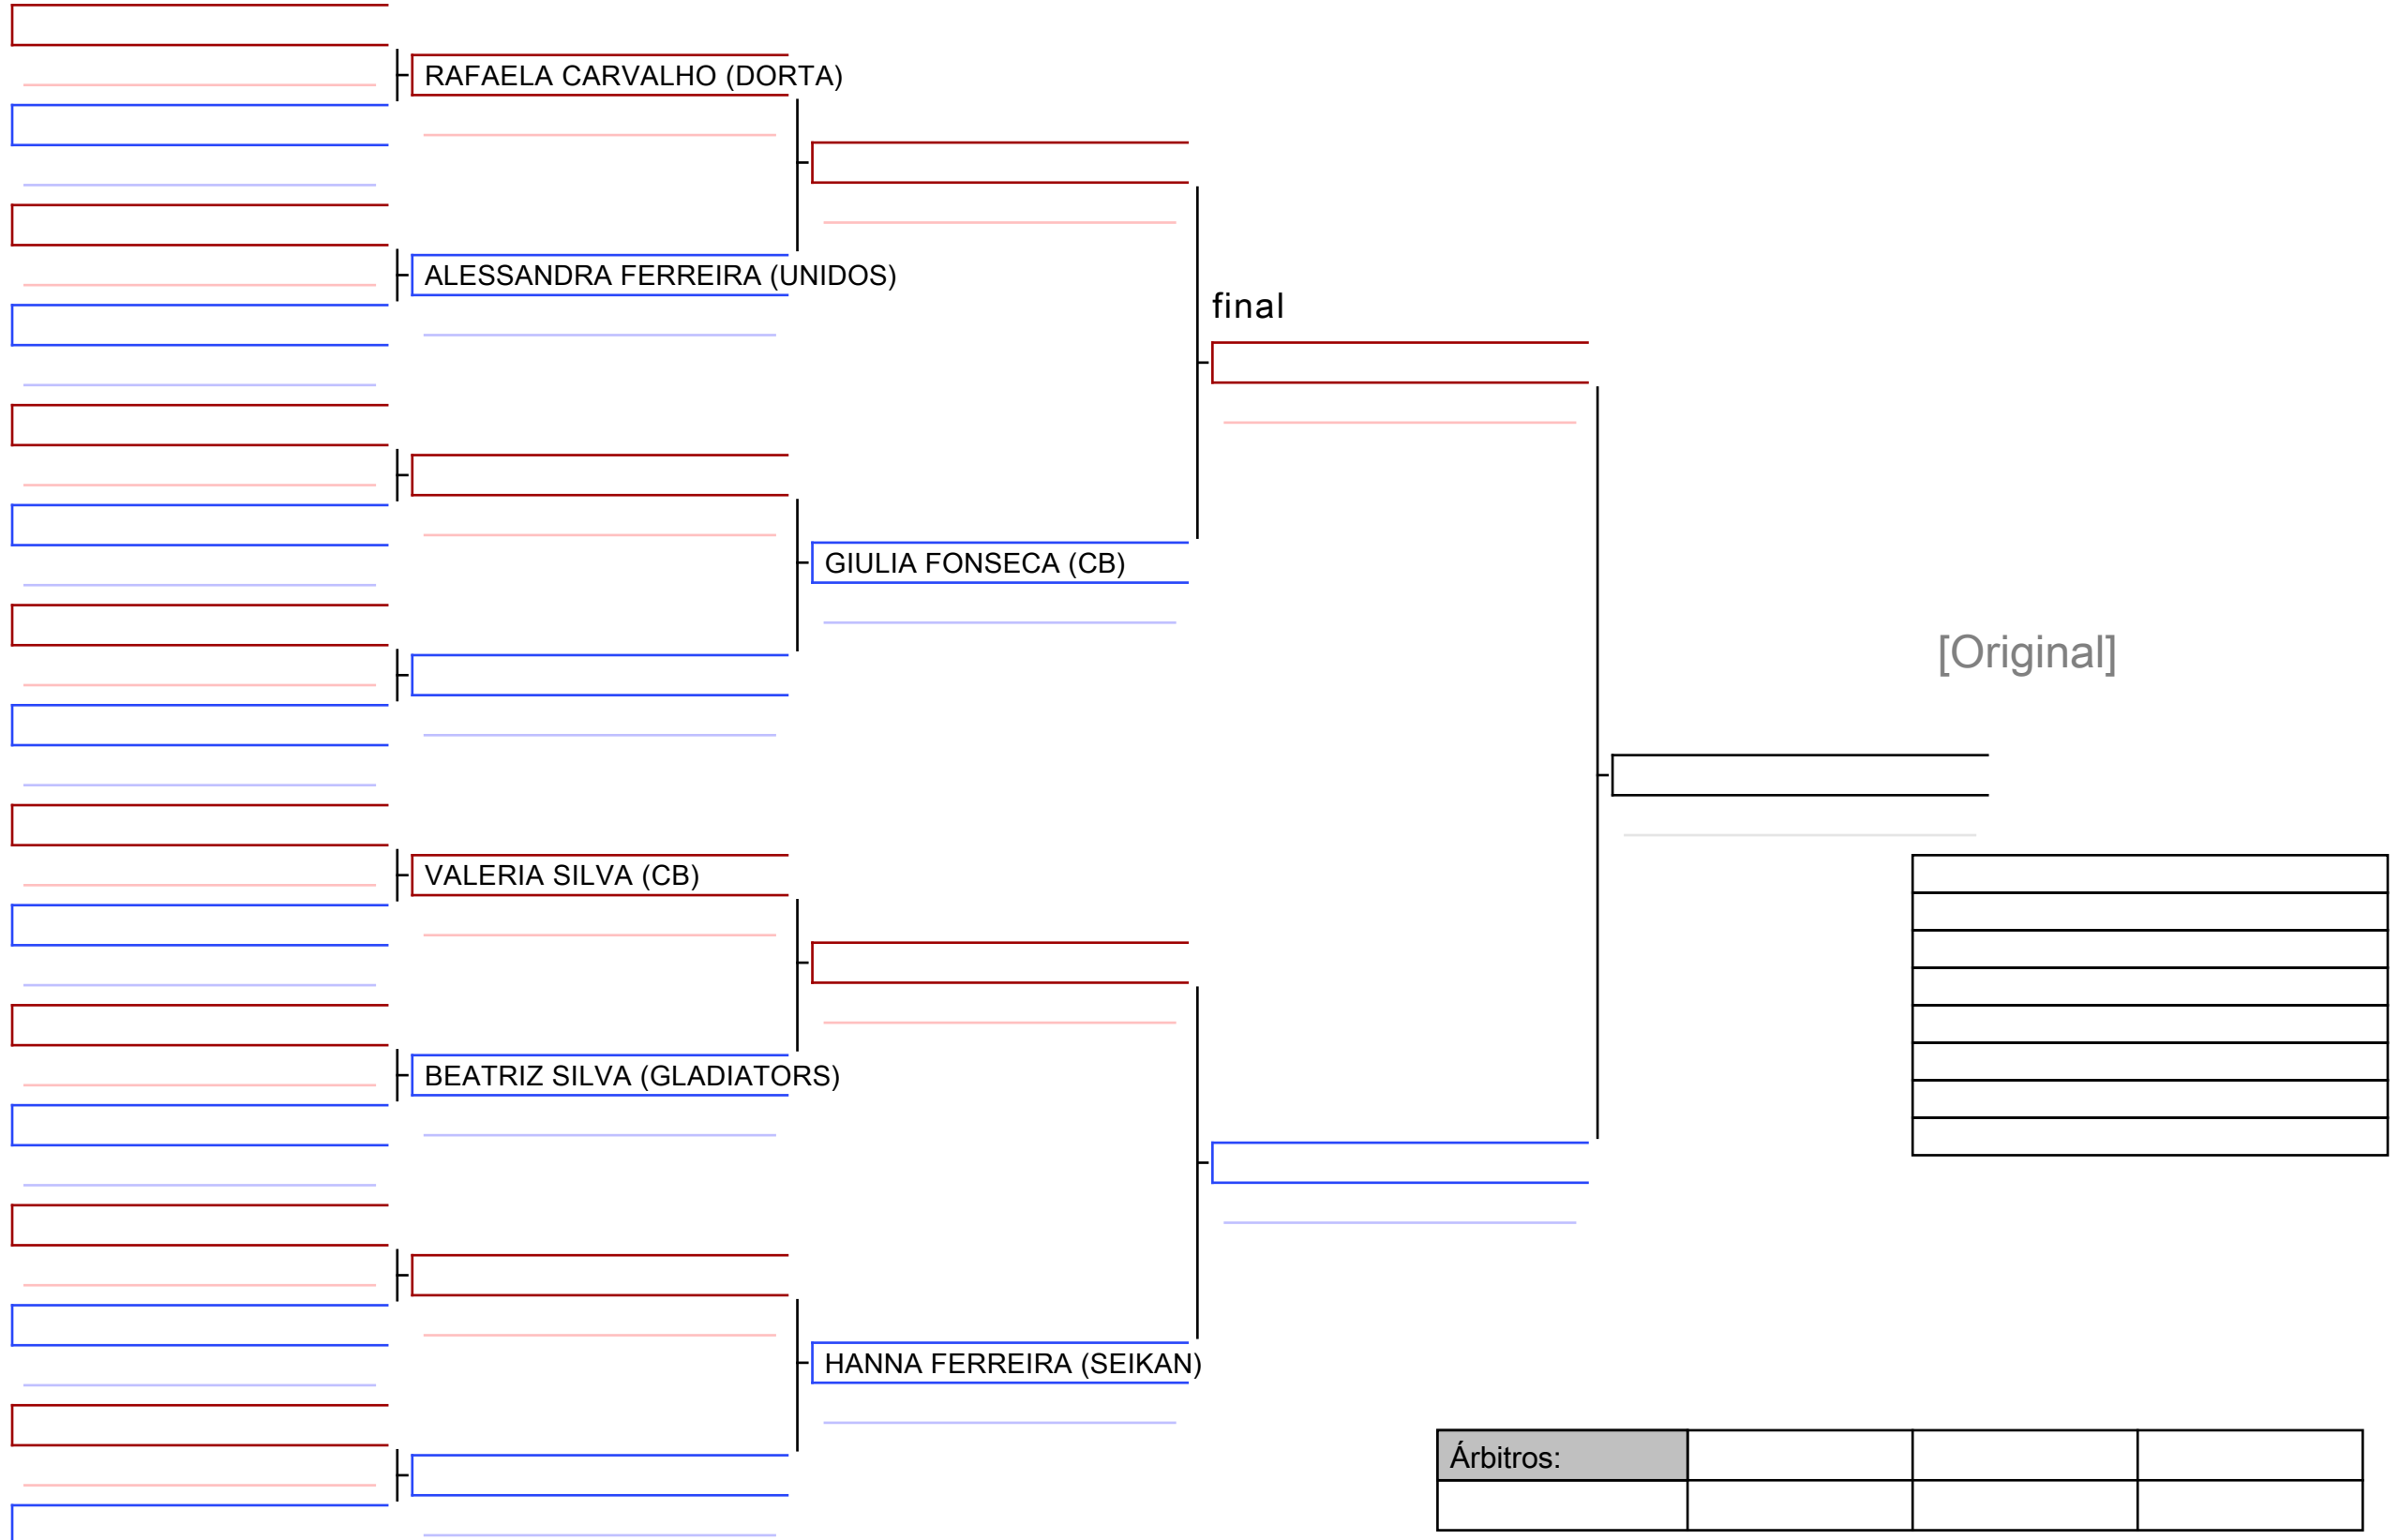 RAFAELA CARVALHO (DORTA)
ALESSANDRA FERREIRA (UNIDOS)
final
GIULIA FONSECA (CB)
[Original]
VALERIA SILVA (CB)
BEATRIZ SILVA (GLADIATORS)
HANNA FERREIRA (SEIKAN)
Árbitros: